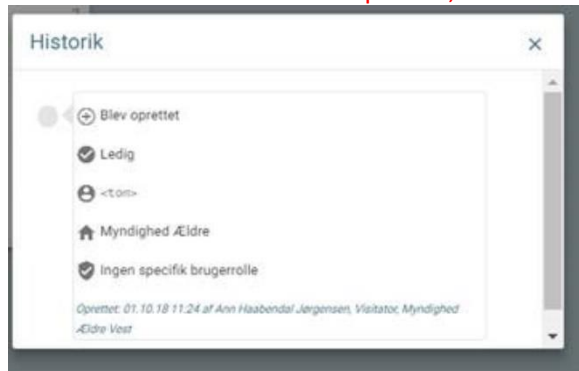 Historik
Blev oprettet
Ledig
<tom>
Myndighed Ældre
Ingen specifik brugerrolle
Oprettet: 01.10.18 11:24 af Ann Haabendal Jørgensen, Visitator, Myndighed
Ældre Vest